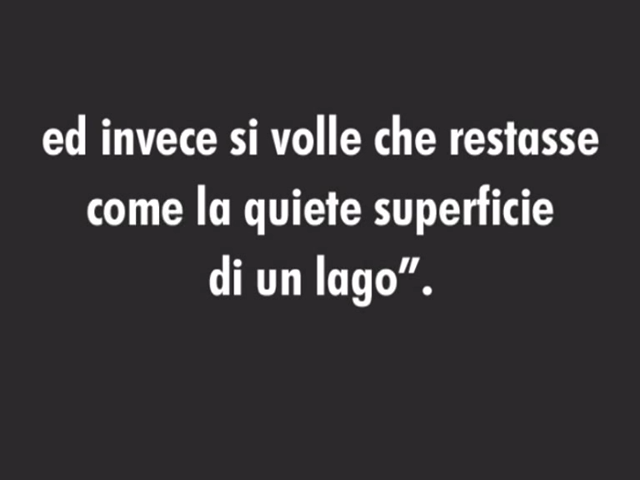 ed invece si volle che restasse
come la quiete superficie
di un lago”.